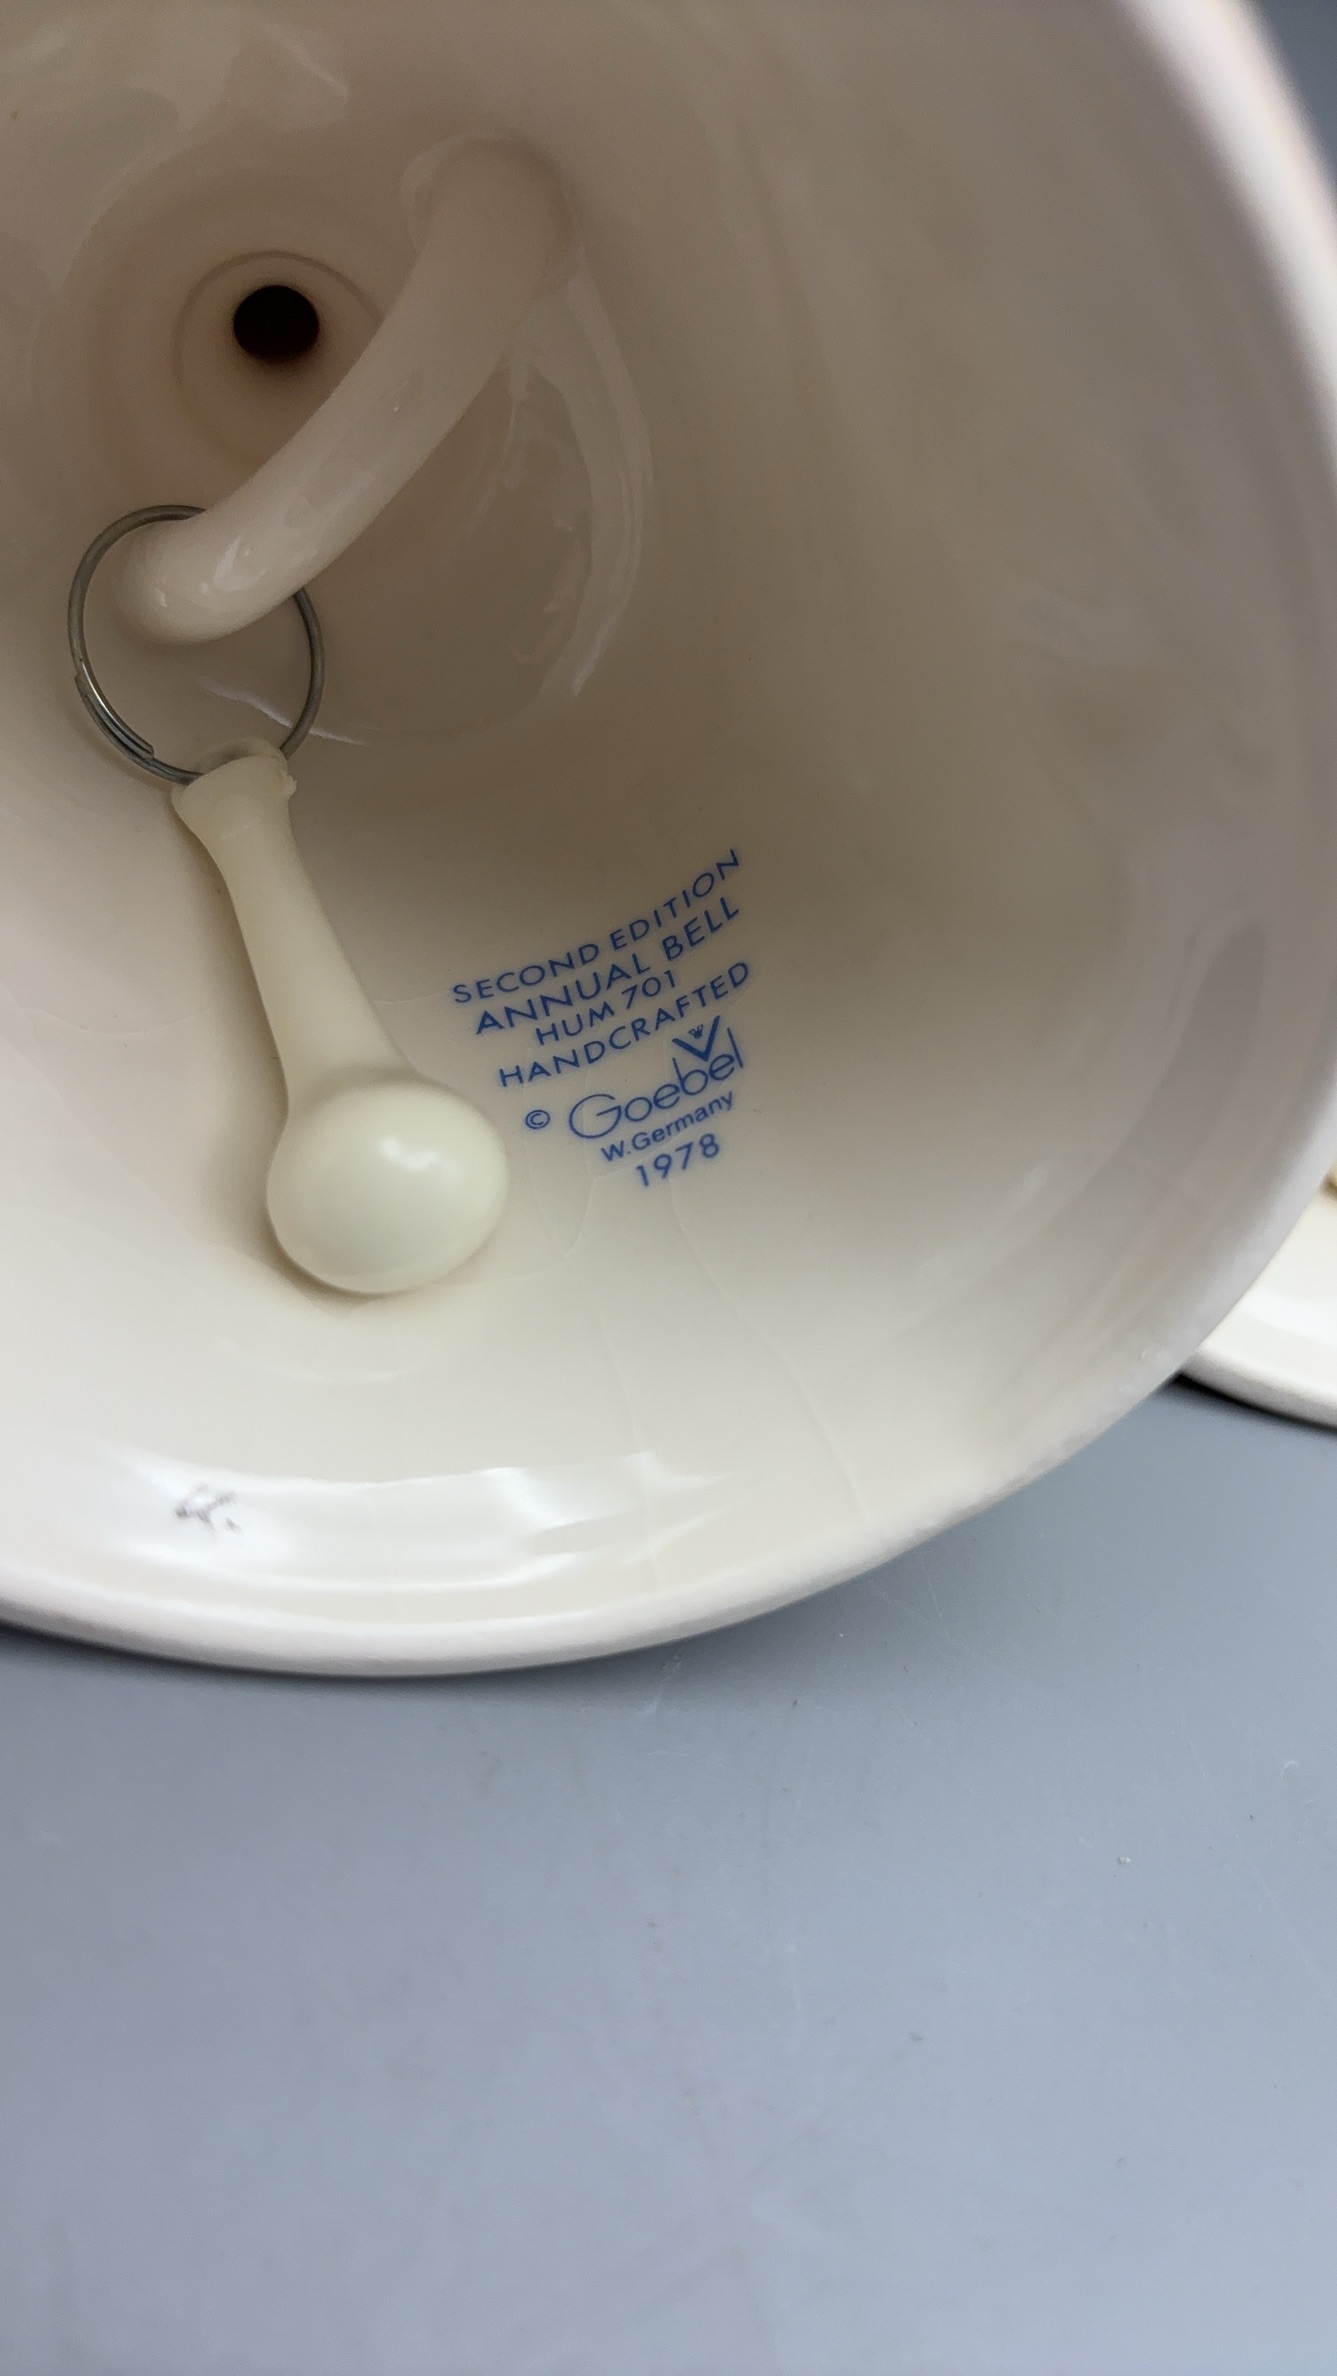 SECOND EDITION
ANNUAL BELL
HUM 701
HANDCRAFTED
© Goebel
W.Germany
1978